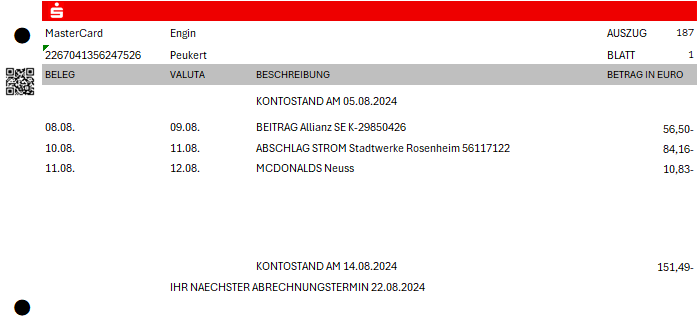 MasterCard Engin AUSZUG 187
2267041356247526 Peukert BLATT 1
BELEG VALUTA BESCHREIBUNG BETRAG IN EURO
KONTOSTAND AM 05.08.2024
08.08. 09.08. BEITRAG Allianz SE K-29850426 56,50-
10.08. 11.08. ABSCHLAG STROM Stadtwerke Rosenheim 56117122 84,16-
11.08. 12.08. MCDONALDS Neuss 10,83-
KONTOSTAND AM 14.08.2024 151,49-
IHR NAECHSTER ABRECHNUNGSTERMIN 22.08.2024